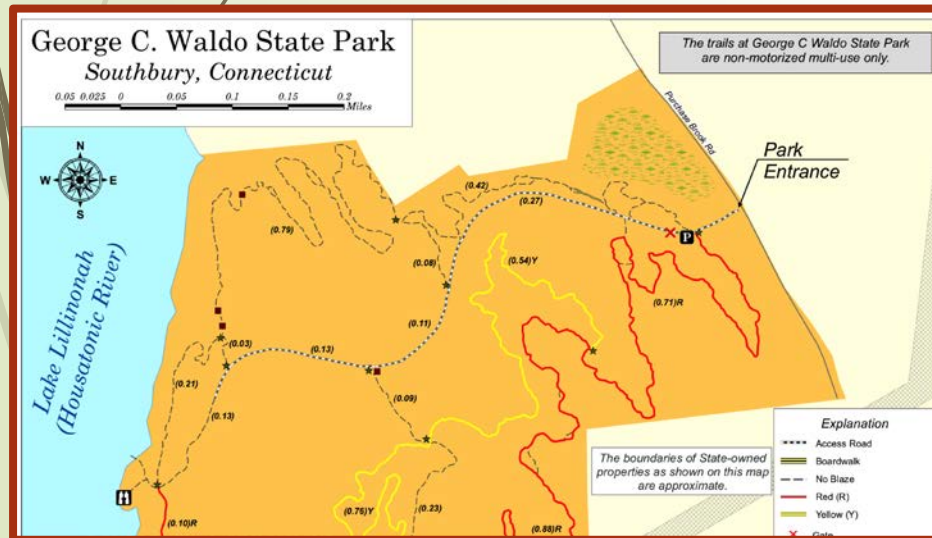 George C. Waldo State Park
Southbury, Connecticut
0.05 0.025 0 0.05 0.1 0.15 0.2
Miles
The trails at George C Waldo State Park
are non-motorized multi-use only.
Purchase Brook Rd
Park
Entrance
N
W E
S
Lake Lillinonah
(Housatonic River)
(0.42)
(0.27)
(0.79)
P
(0.08)
(0.54)Y
(0.71)R
(0.11)
(0.03)
(0.13)
(0.21)
(0.13)
(0.09)
The boundaries of State-owned
properties as shown on this map
are approximate.
(0.76)Y
(0.23)
(0.10)R
(0.88)R
Explanation
Access Road
Boardwalk
No Blaze
Red (R)
Yellow (Y)
Gate